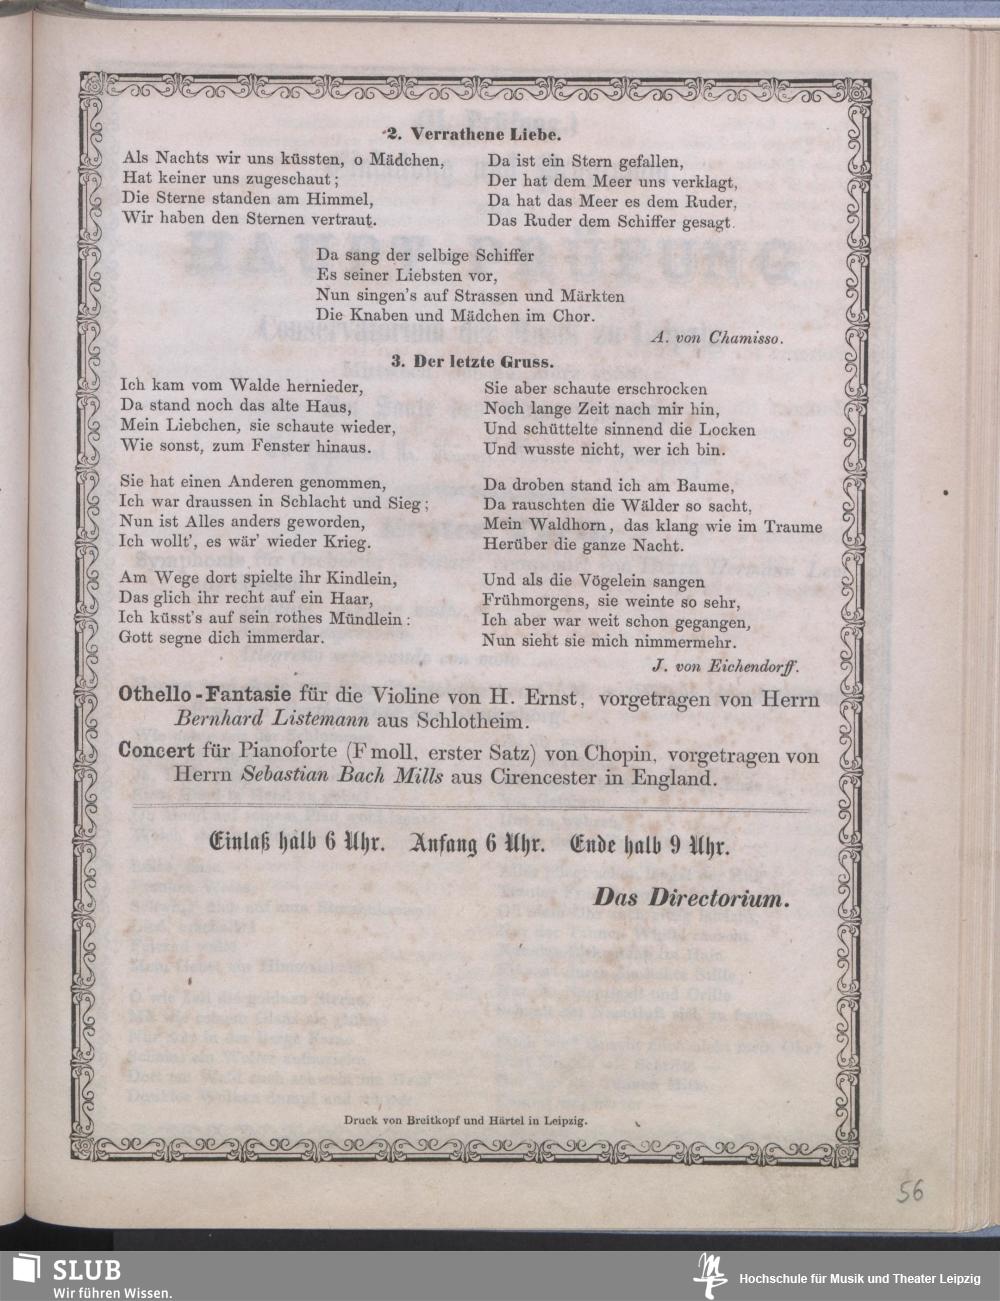 2. Verrathene Liebe.
Als Nachts wir uns küssten, o Mädchen,
Hat keiner uns zugeschaut;
Die Sterne standen am Himmel,
Wir haben den Sternen vertraut.
Da ist ein Stern gefallen,
Der hat dem Meer uns verklagt,
Da hat das Meer es dem Ruder,
Das Ruder dem Schiffer gesagt.
Da sang der selbige Schiffer
Es seiner Liebsten vor,
Nun singen's auf Strassen und Märkten
Die Knaben und Mädchen im Chor.
A. von Chamisso.
3. Der letzte Gruss.
Ich kam vom Walde hernieder,
Da stand noch das alte Haus,
Mein Liebchen, sie schaute wieder,
Wie sonst, zum Fenster hinaus.
Sie hat einen Anderen genommen,
Ich war draussen in Schlacht und Sieg;
Nun ist Alles anders geworden,
Ich wollt', es wär' wieder Krieg.
Am Wege dort spielte ihr Kindlein,
Das glich ihr recht auf ein Haar,
Ich küsst's auf sein rothes Mündlein:
Gott segne dich immerdar.
Sie aber schaute erschrocken
Noch lange Zeit nach mir hin,
Und schüttelte sinnend die Locken
Und wusste nicht, wer ich bin.
Da droben stand ich am Baume,
Da rauschten die Wälder so sacht,
Mein Waldhorn, das klang wie im Traume
Herüber die ganze Nacht.
Und als die Vögelein sangen
Frühmorgens, sie weinte so sehr,
Ich aber war weit schon gegangen,
Nun sieht sie mich nimmermehr.
J. von Eichendorff.
Othello-Fantasie für die Violine von H. Ernst, vorgetragen von Herrn
Bernhard Listemann aus Schlotheim.
Concert für Pianoforte (F moll, erster Satz) von Chopin, vorgetragen von
Herrn Sebastian Bach Mills aus Cirencester in England.
Einlaß halb 6 Uhr. Anfang 6 Uhr. Ende halb 9 Uhr.
Das Directorium.
Druck von Breitkopf und Härtel in Leipzig.
56
SLUB
Wir führen Wissen.
Hochschule für Musik und Theater Leipzig